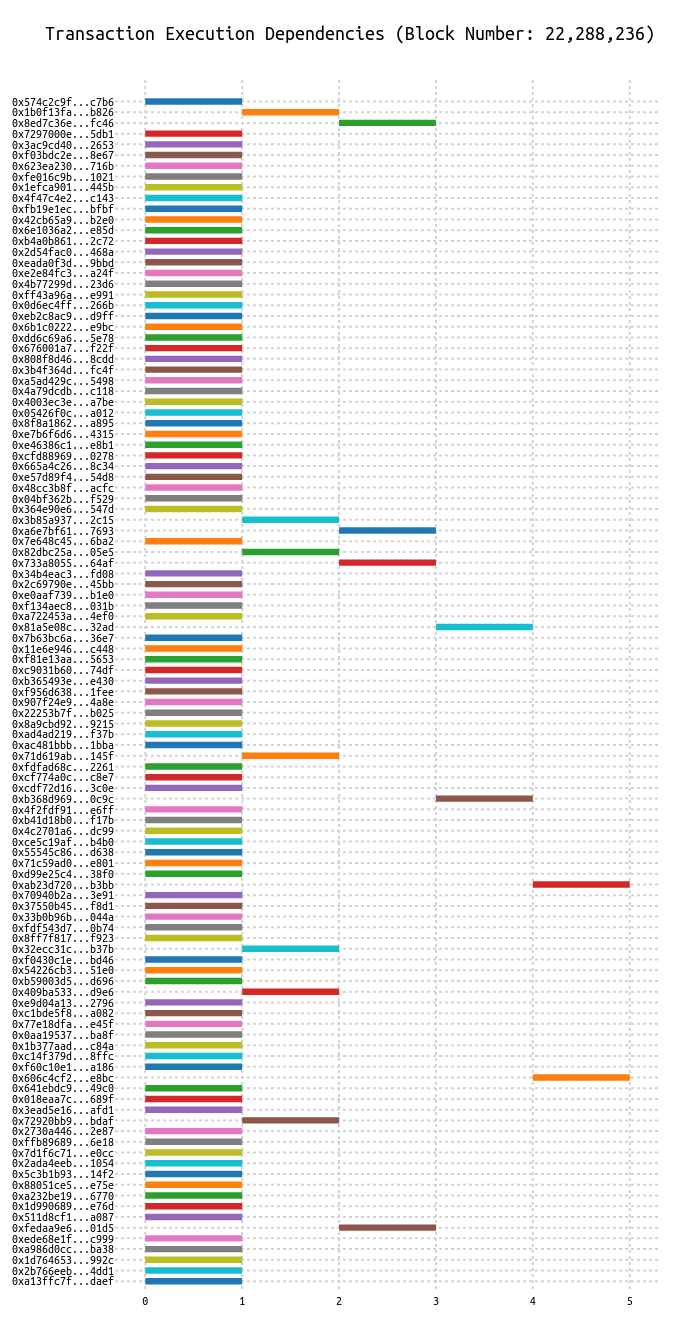 Transaction Execution Dependencies (Block Number: 22,288,236)
0x574c2c9f...c7b6
0x1b0f13fa...b826
0x8ed7c36e...fc46
0x7297000e...5db1
0x3ac9cd40...2653
0xf03bdc2e...8e67
0x623ea230...716b
0xfe016c9b...1021
0x1efca901...445b
0x4f47c4e2...c143
0xfb19e1ec...bfbf
0x42cb65a9...b2e0
0x6e1036a2...e85d
0xb4a0b861...2c72
0x2d54fac0...468a
0xeada0f3d...9bbd
0xe2e84fc3...a24f
0x4b77299d...23d6
0xff43a96a...e991
0x0d6ec4ff...266b
0xeb2c8ac9...d9ff
0x6b1c0222...e9bc
0xdd6c69a6...5e78
0x676001a7...f22f
0x808f8d46...8cdd
0x3b4f364d...fc4f
0xa5ad429c...5498
0x4a79dcdb...c118
0x4003ec3e...a7be
0x05426f0c...a012
0x8f8a1862...a895
0xe7b6f6d6...4315
0xe46386c1...e8b1
0xcfd88969...0278
0x665a4c26...8c34
0xe57d89f4...54d8
0x48cc3b8f...acfc
0x04bf362b...f529
0x364e90e6...547d
0x3b85a937...2c15
0xa6e7bf61...7693
0x7e648c45...6ba2
0x82dbc25a...05e5
0x733a8055...64af
0x34b4eac3...fd08
0x2c69790e...45bb
0xe0aaf739...b1e0
0xf134aec8...031b
0xa722453a...4ef0
0x81a5e08c...32ad
0x7b63bc6a...36e7
0x11e6e946...c448
0xf81e13aa...5653
0xc9031b60...74df
0xb365493e...e430
0xf956d638...1fee
0x907f24e9...4a8e
0x22253b7f...b025
0x8a9cbd92...9215
0xad4ad219...f37b
0xac481bbb...1bba
0x71d619ab...145f
0xfdfad68c...2261
0xcf774a0c...c8e7
0xcdf72d16...3c0e
0xb368d969...0c9c
0x4f2fdf91...e6ff
0xb41d18b0...f17b
0x4c2701a6...dc99
0xce5c19af...b4b0
0x55545c86...d638
0x71c59ad0...e801
0xd99e25c4...38f0
0xab23d720...b3bb
0x70940b2a...3e91
0x37550b45...f8d1
0x33b0b96b...044a
0xfdf543d7...0b74
0x8ff7f817...f923
0x32ecc31c...b37b
0xf0430c1e...bd46
0x54226cb3...51e0
0xb59003d5...d696
0x409ba533...d9e6
0xe9d04a13...2796
0xc1bde5f8...a082
0x77e18dfa...e45f
0x0aa19537...ba8f
0x1b377aad...c84a
0xc14f379d...8ffc
0xf60c10e1...a186
0x606c4cf2...e8bc
0x641ebdc9...49c0
0x018eaa7c...689f
0x3ead5e16...afd1
0x72920bb9...bdaf
0x2730a446...2e87
0xffb89689...6e18
0x7d1f6c71...e0cc
0x2ada4eeb...1054
0x5c3b1b93...14f2
0x88051ce5...e75e
0xa232be19...6770
0x1d990689...e76d
0x511d8cf1...a087
0xfedaa9e6...01d5
0xede68e1f...c999
0xa986d0cc...ba38
0x1d764653...992c
0x2b766eeb...4dd1
0xa13ffc7f...daef
0 1 2 3 4 5